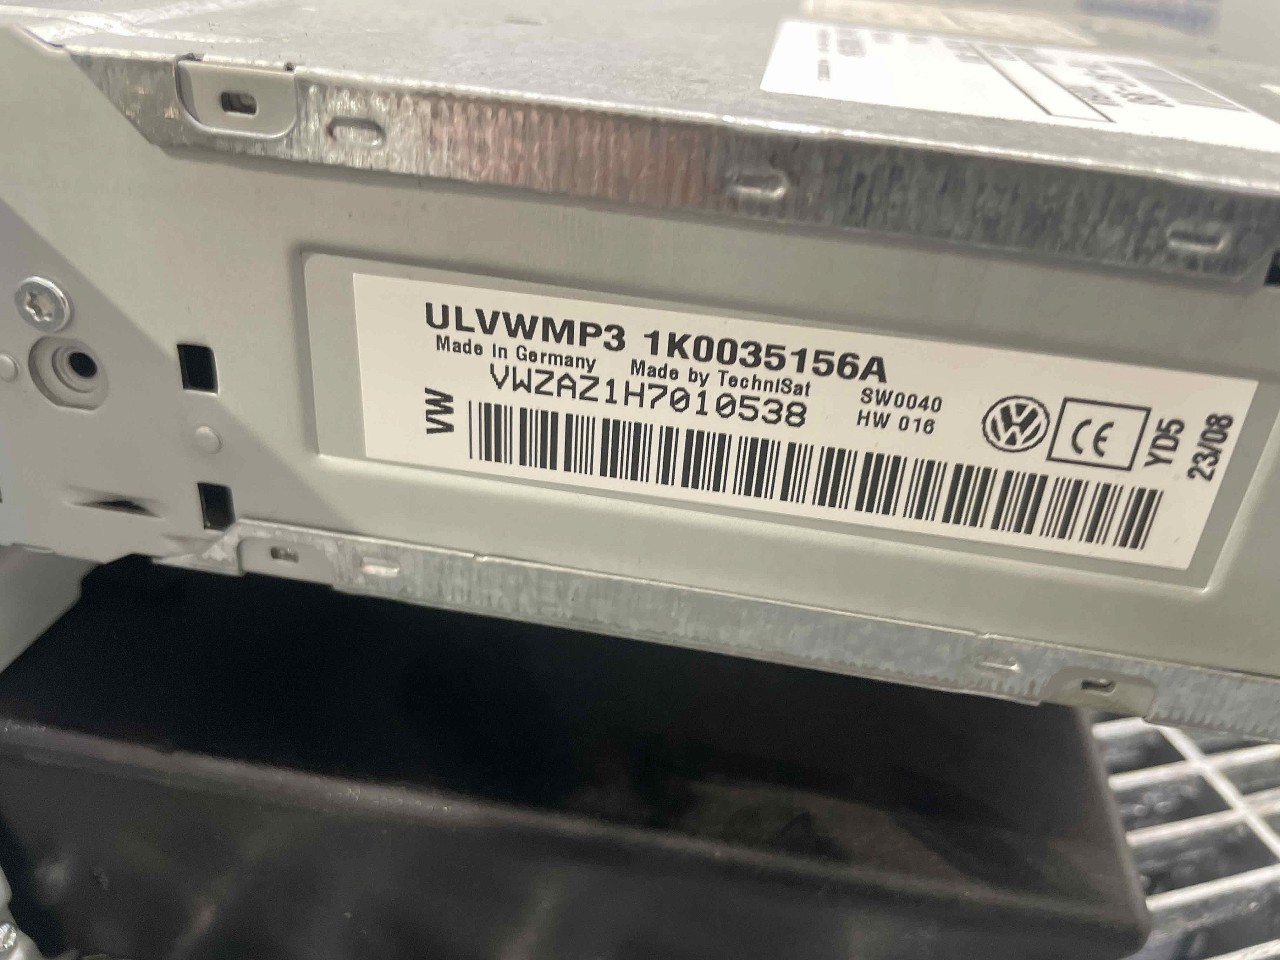 ULVWMP3 1K0035156A
Made in Germany Made by TechniSat
VWZAZ1H7010538
SW0040
HW 016
VW
CE
YD5
23/08